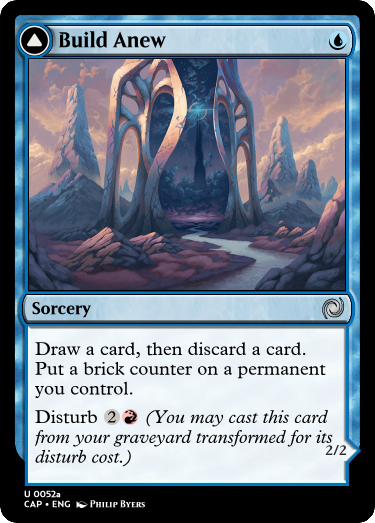 Build Anew
Sorcery
Draw a card, then discard a card.
Put a brick counter on a permanent
you control.
Disturb 2 (You may cast this card
from your graveyard transformed for its
disturb cost.)
2/2
U 0052a
CAP • ENG Philip Byers